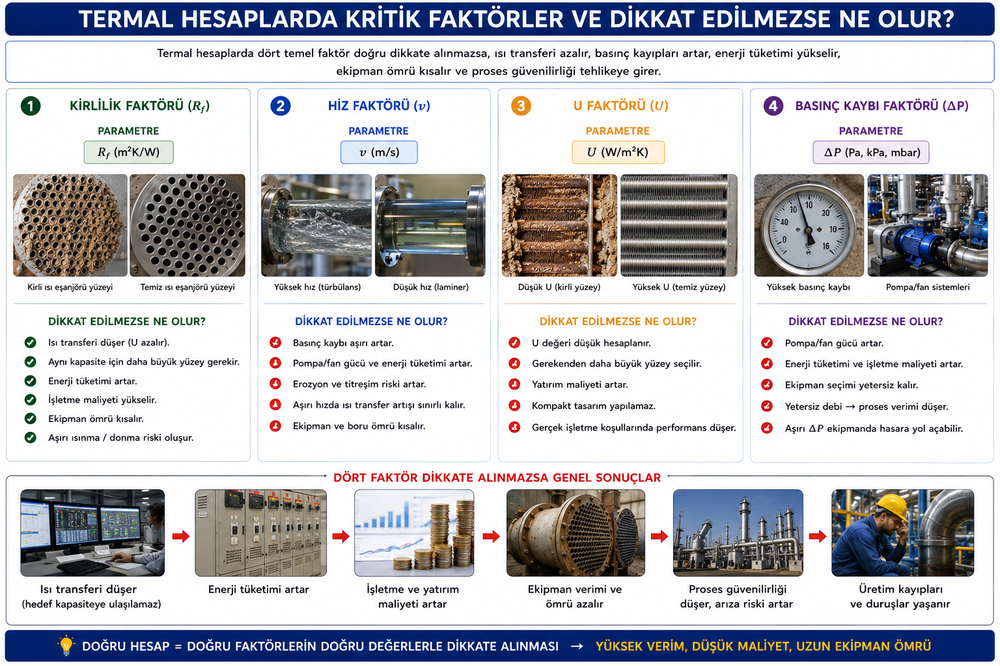 TERMAL HESAPLARDA KRİTİK FAKTÖRLER VE DİKKAT EDİLMEZSE NE OLUR?
Termal hesaplarda dört temel faktör doğru dikkate alınmazsa, ısı transferi azalır, basınç kayıpları artar, enerji tüketimi yükselir,
ekipman ömrü kısalır ve proses güvenilirliği tehlikeye girer.
1 KİRLİLİK FAKTÖRÜ (R_f)
PARAMETRE
R_f (m²K/W)
Kirli ısı eşanjörü yüzeyi
Temiz ısı eşanjörü yüzeyi
DİKKAT EDİLMEZSE NE OLUR?
Isı transferi düşer (U azalır).
Aynı kapasite için daha büyük yüzey gerekir.
Enerji tüketimi artar.
İşletme maliyeti yükselir.
Ekipman ömrü kısalır.
Aşırı ısınma / donma riski oluşur.
2 HİZ FAKTÖRÜ (v)
PARAMETRE
v (m/s)
Yüksek hız (türbülans)
Düşük hız (laminer)
DİKKAT EDİLMEZSE NE OLUR?
Basınç kaybı aşırı artar.
Pompa/fan gücü ve enerji tüketimi artar.
Erozyon ve titreşim riski artar.
Aşırı hızda ısı transfer artışı sınırlı kalır.
Ekipman ve boru ömrü kısalır.
3 U FAKTÖRÜ (U)
PARAMETRE
U (W/m²K)
Düşük U (kirli yüzey)
Yüksek U (temiz yüzey)
DİKKAT EDİLMEZSE NE OLUR?
U değeri düşük hesaplanır.
Gerekenden daha büyük yüzey seçilir.
Yatırım maliyeti artar.
Kompakt tasarım yapılamaz.
Gerçek işletme koşullarında performans düşer.
4 BASINÇ KAYBI FAKTÖRÜ (ΔP)
PARAMETRE
ΔP (Pa, kPa, mbar)
30 10 20
40 10
0 16
Yüksek basınç kaybı
Pompa/fan sistemleri
DİKKAT EDİLMEZSE NE OLUR?
Pompa/fan gücü artar.
Enerji tüketimi ve işletme maliyeti artar.
Ekipman seçimi yetersiz kalır.
Yetersiz debi → proses verimi düşer.
Aşırı ΔP ekipmanda hasara yol açabilir.
DÖRT FAKTÖR DİKKATE ALINMAZSA GENEL SONUÇLAR
Isı transferi düşer
(hedef kapasiteye ulaşılamaz)
Enerji tüketimi artar
İşletme ve yatırım
maliyeti artar
Ekipman verimi ve
ömrü azalır
Proses güvenilirliği
düşer, arıza riski artar
Üretim kayıpları
ve duruşlar yaşanır
DOĞRU HESAP = DOĞRU FAKTÖRLERİN DOĞRU DEĞERLERLE DİKKATE ALINMASI → YÜKSEK VERİM, DÜŞÜK MALİYET, UZUN EKİPMAN ÖMRÜ